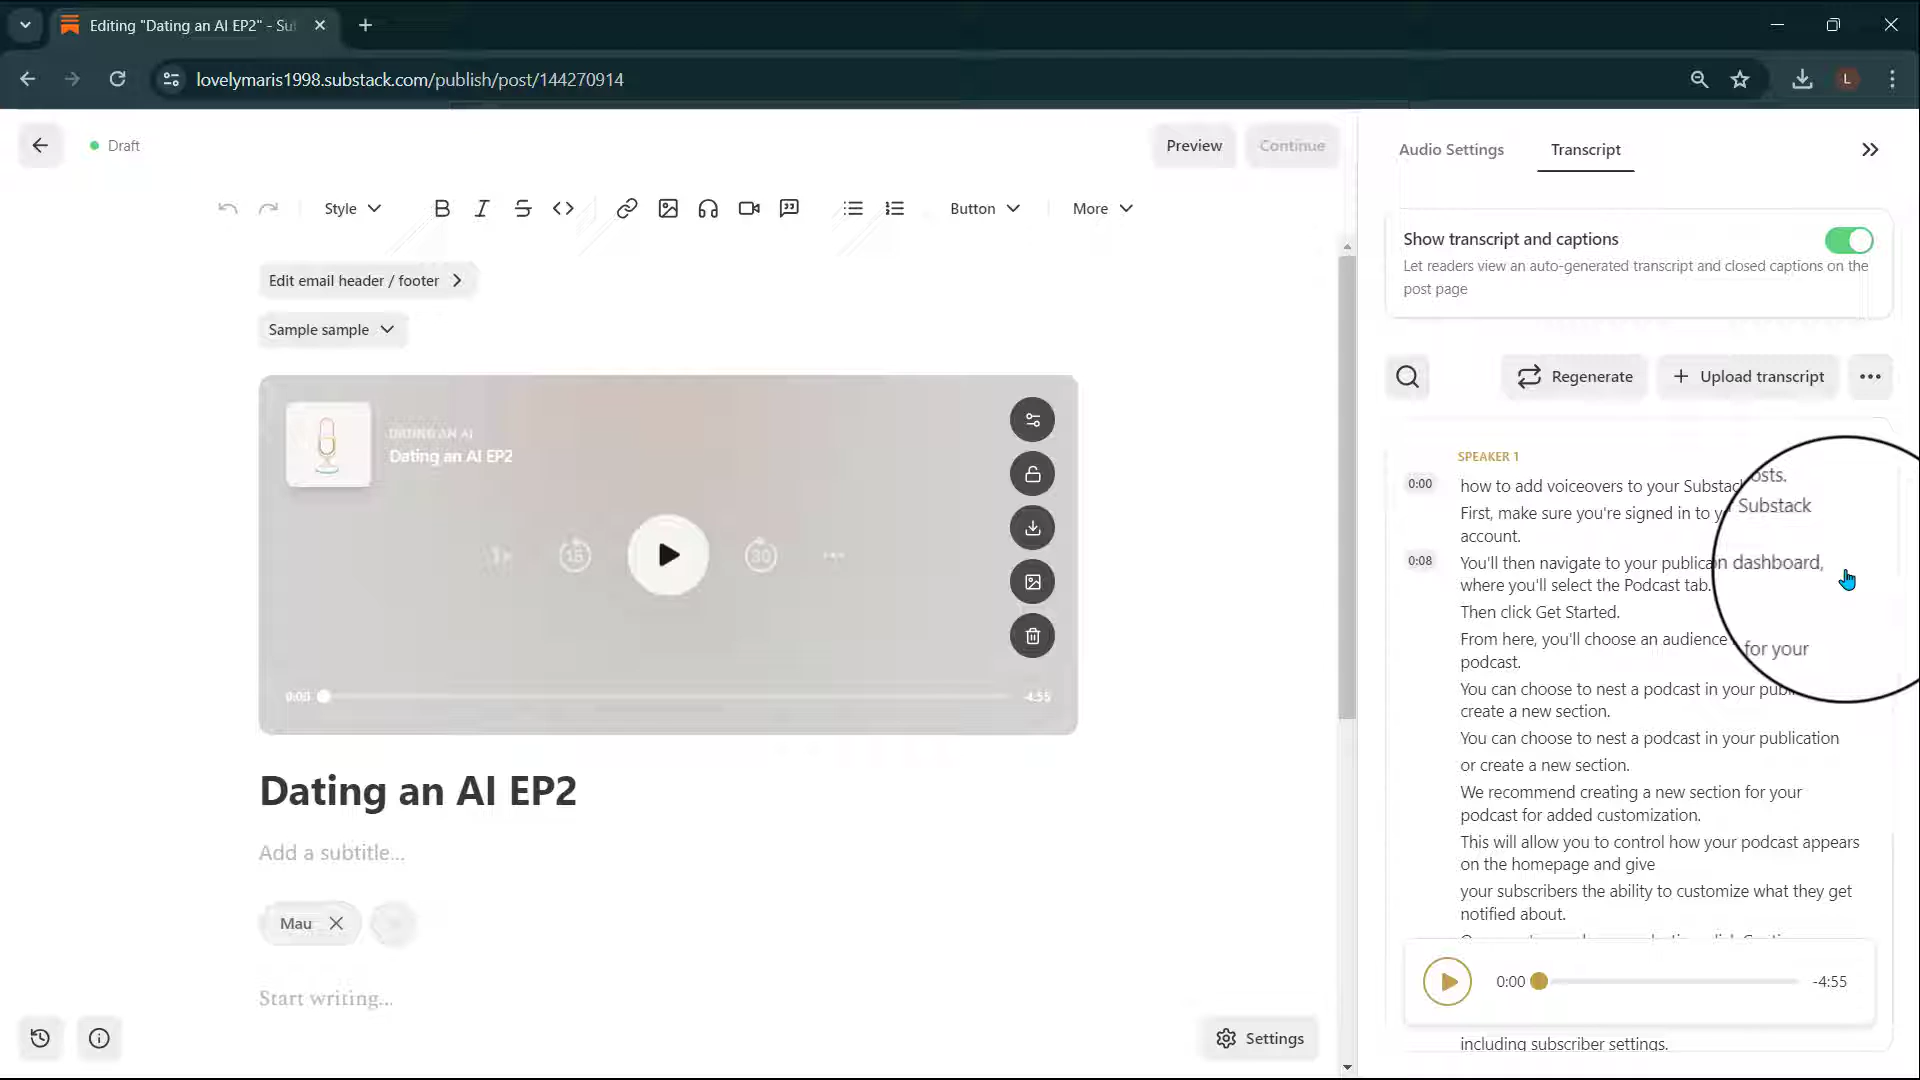 Editing "Dating an AI EP2" - Su
lovelymaris1998.substack.com/publish/post/144270914
L
Draft
Preview
Continue
Style
Button
More
Edit email header / footer
Sample sample
DATING AN AI
Dating an AI EP2
15
30
0:00
-4:55
Dating an AI EP2
Add a subtitle...
Mau
Start writing...
Settings
Audio Settings
Transcript
Show transcript and captions
Let readers view an auto-generated transcript and closed captions on the
post page
Regenerate
Upload transcript
SPEAKER 1
0:00
how to add voiceovers to your Substack osts.
First, make sure you're signed in to y Substack
account.
0:08
You'll then navigate to your publication dashboard,
where you'll select the Podcast tab.
Then click Get Started.
From here, you'll choose an audience for your
podcast.
You can choose to nest a podcast in your publ
create a new section.
You can choose to nest a podcast in your publication
or create a new section.
We recommend creating a new section for your
podcast for added customization.
This will allow you to control how your podcast appears
on the homepage and give
your subscribers the ability to customize what they get
notified about.
0:00
-4:55
including subscriber settings.